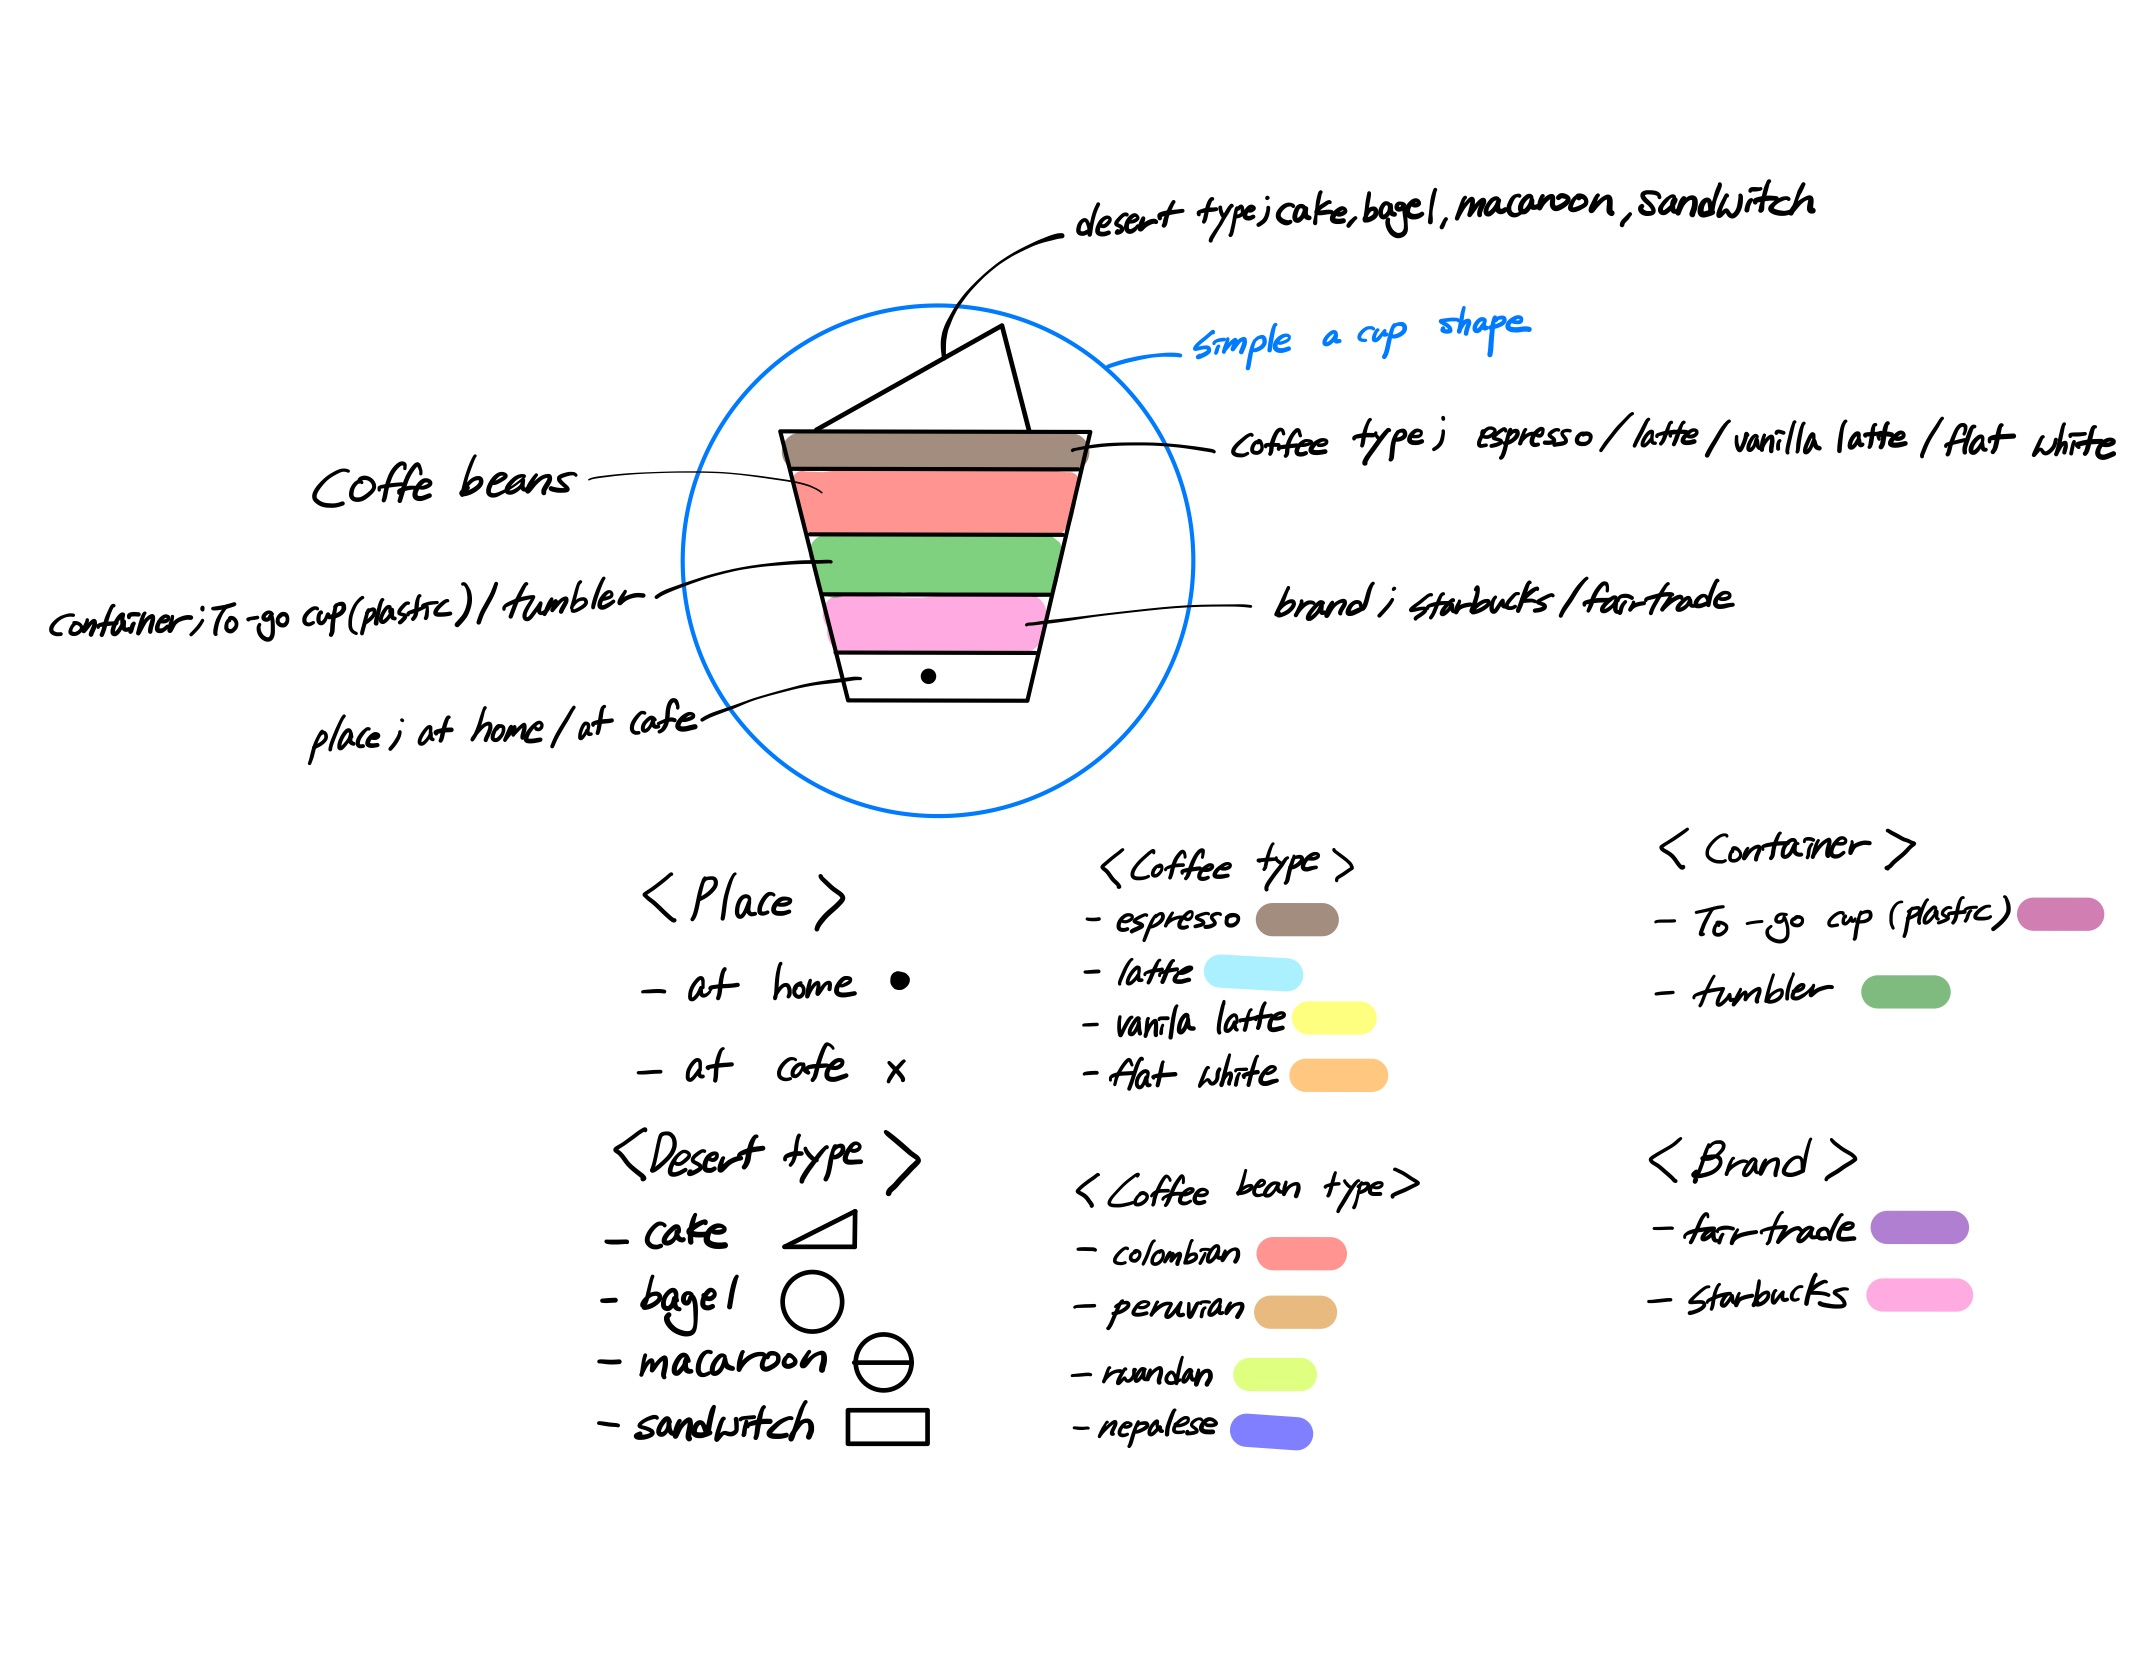 desert type; cake, bagel, macaroon, sandwitch
simple a cup shape
coffee type; espresso/latte/vanilla latte/flat white
Coffe beans
container; To-go cup(plastic)/tumbler
brand; starbucks/fair-trade
place; at home/at cafe
<Place>
- at home
- at cafe x
<Desert type>
- cake
- bagel
- macaroon
- sandwitch
<Coffee type>
- espresso
- latte
- vanila latte
- flat white
<Coffee bean type>
- colombian
- peruvian
- rwandan
- nepalese
<Container>
- To-go cup (plastic)
- tumbler
<Brand>
- fair-trade
- starbucks